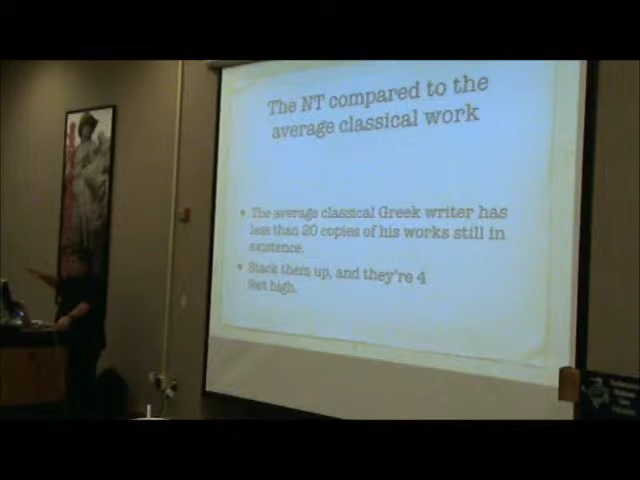 The NT compared to the
average classical work
The average classical Greek writer has
less than 20 copies of his works still in
existence.
Stack them up, and they're 4
feet high.